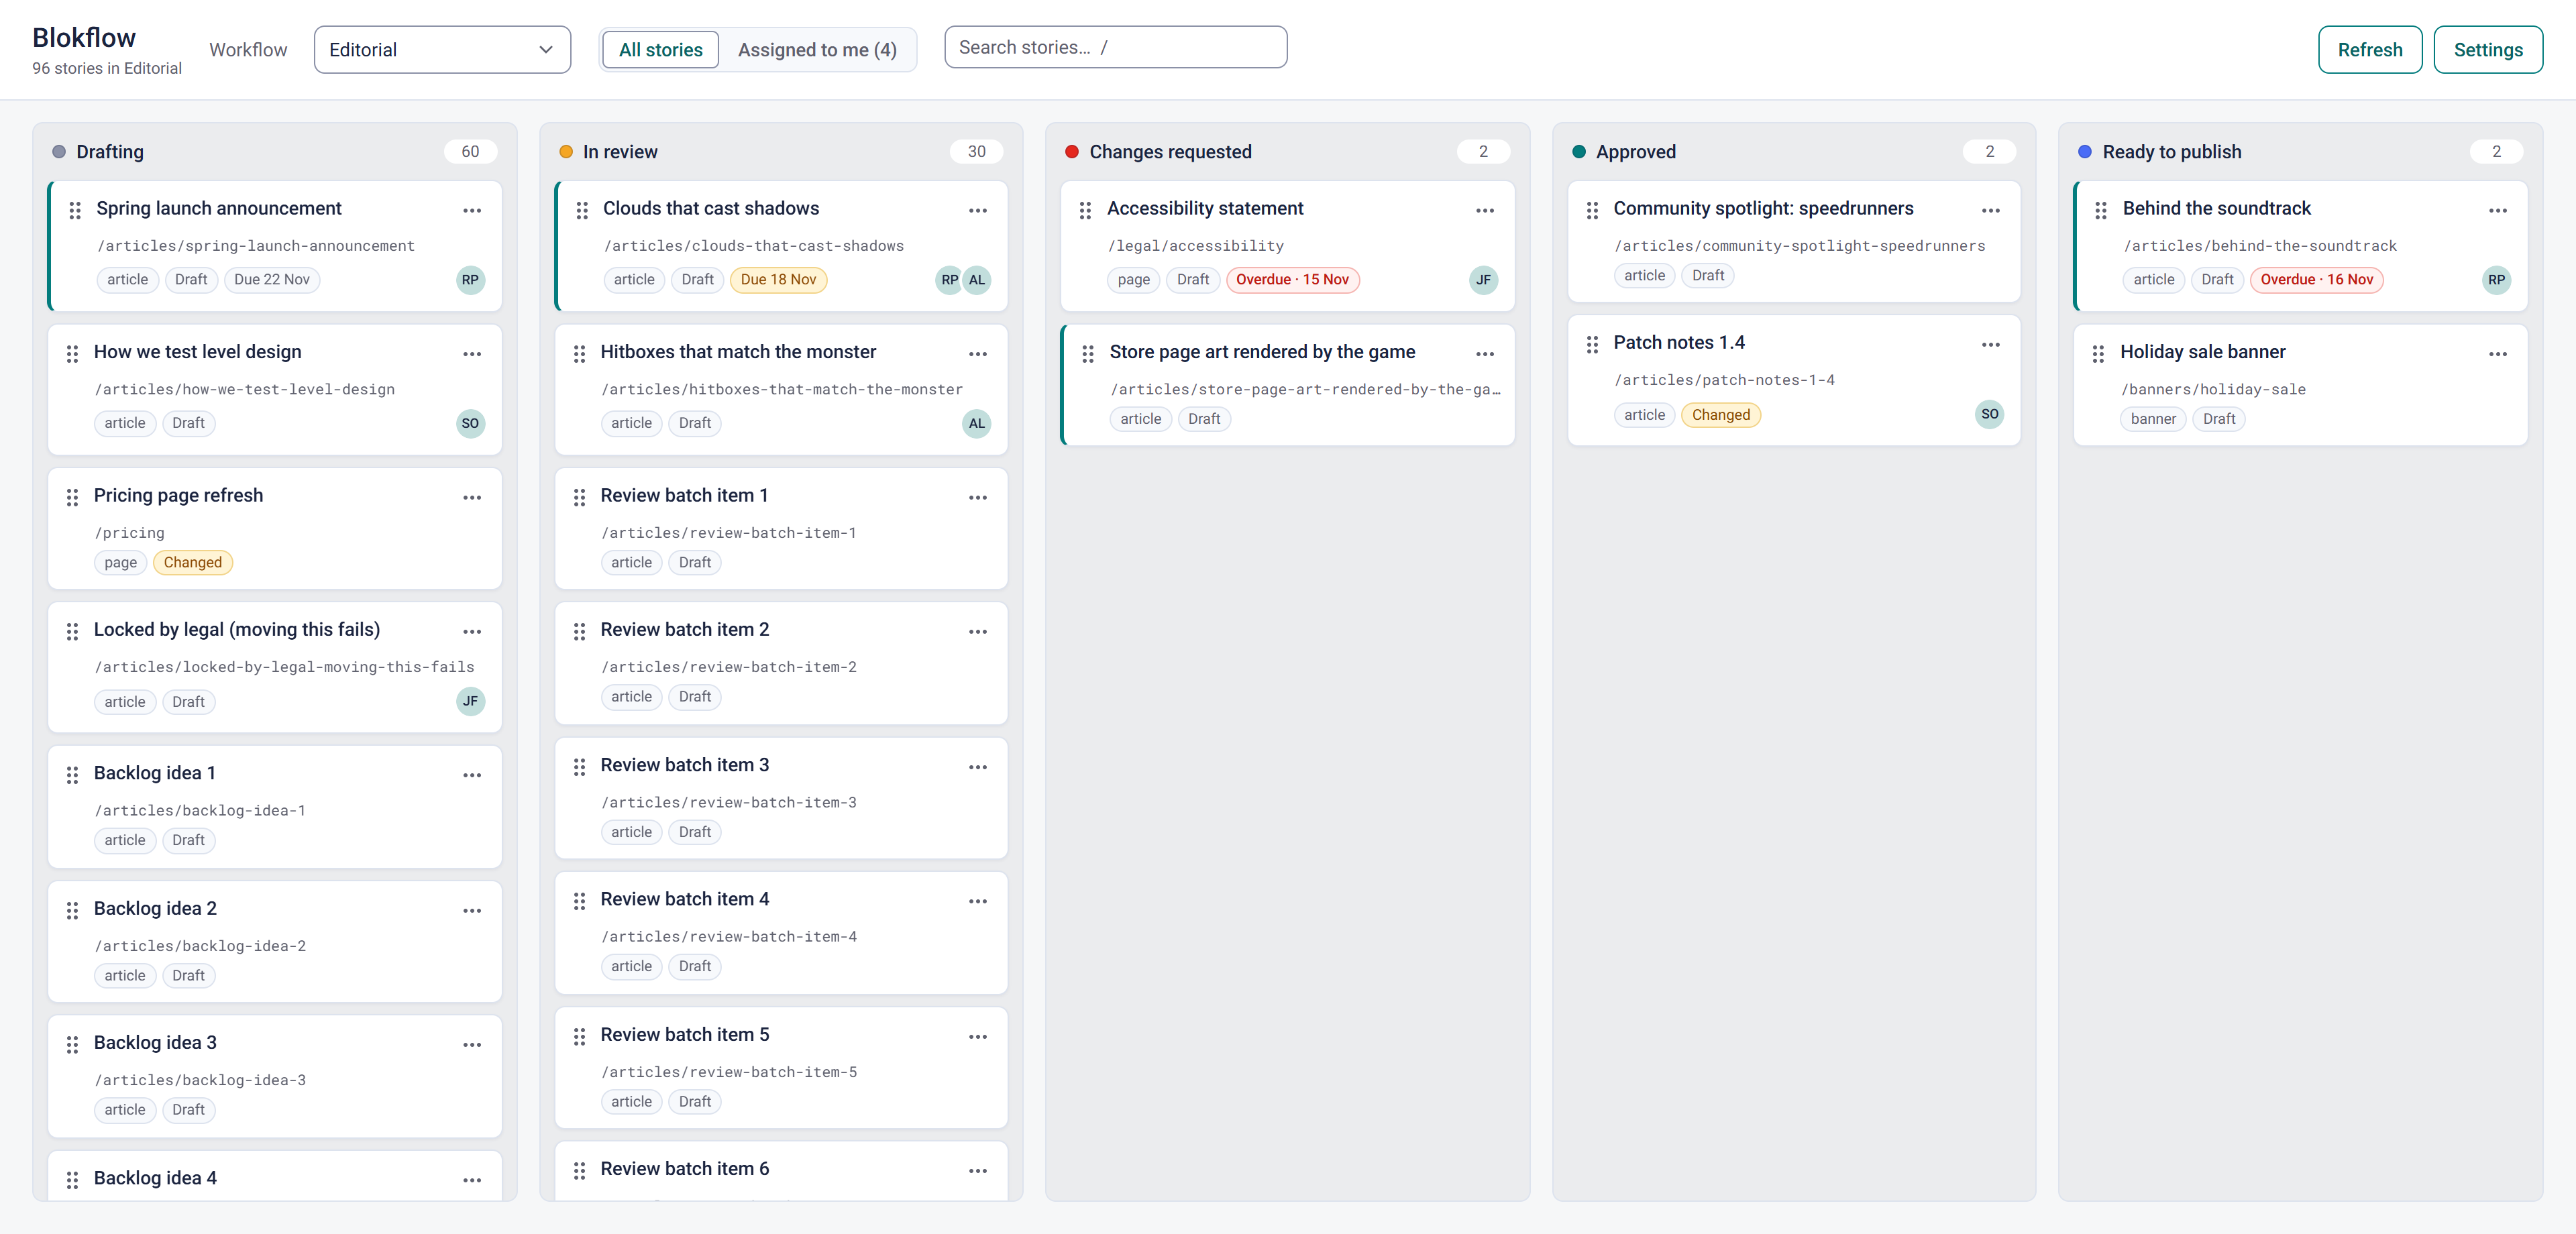 Blokflow
96 stories in Editorial
Workflow
Editorial
All stories
Assigned to me (4)
Search stories... /
Refresh
Settings
Drafting
60
Spring launch announcement
/articles/spring-launch-announcement
article Draft Due 22 Nov RP
How we test level design
/articles/how-we-test-level-design
article Draft SO
Pricing page refresh
/pricing
page Changed
Locked by legal (moving this fails)
/articles/locked-by-legal-moving-this-fails
article Draft JF
Backlog idea 1
/articles/backlog-idea-1
article Draft
Backlog idea 2
/articles/backlog-idea-2
article Draft
Backlog idea 3
/articles/backlog-idea-3
article Draft
Backlog idea 4
In review
30
Clouds that cast shadows
/articles/clouds-that-cast-shadows
article Draft Due 18 Nov RP AL
Hitboxes that match the monster
/articles/hitboxes-that-match-the-monster
article Draft AL
Review batch item 1
/articles/review-batch-item-1
article Draft
Review batch item 2
/articles/review-batch-item-2
article Draft
Review batch item 3
/articles/review-batch-item-3
article Draft
Review batch item 4
/articles/review-batch-item-4
article Draft
Review batch item 5
/articles/review-batch-item-5
article Draft
Review batch item 6
Changes requested
2
Accessibility statement
/legal/accessibility
page Draft Overdue · 15 Nov JF
Store page art rendered by the game
/articles/store-page-art-rendered-by-the-ga…
article Draft
Approved
2
Community spotlight: speedrunners
/articles/community-spotlight-speedrunners
article Draft
Patch notes 1.4
/articles/patch-notes-1-4
article Changed SO
Ready to publish
2
Behind the soundtrack
/articles/behind-the-soundtrack
article Draft Overdue · 16 Nov RP
Holiday sale banner
/banners/holiday-sale
banner Draft